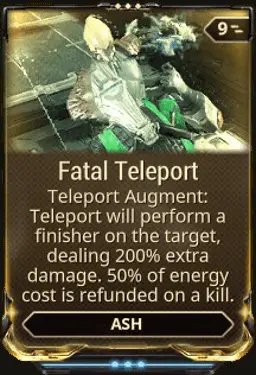 9
Fatal Teleport
Teleport Augment:
Teleport will perform a
finisher on the target,
dealing 200% extra
damage. 50% of energy
cost is refunded on a kill.
ASH